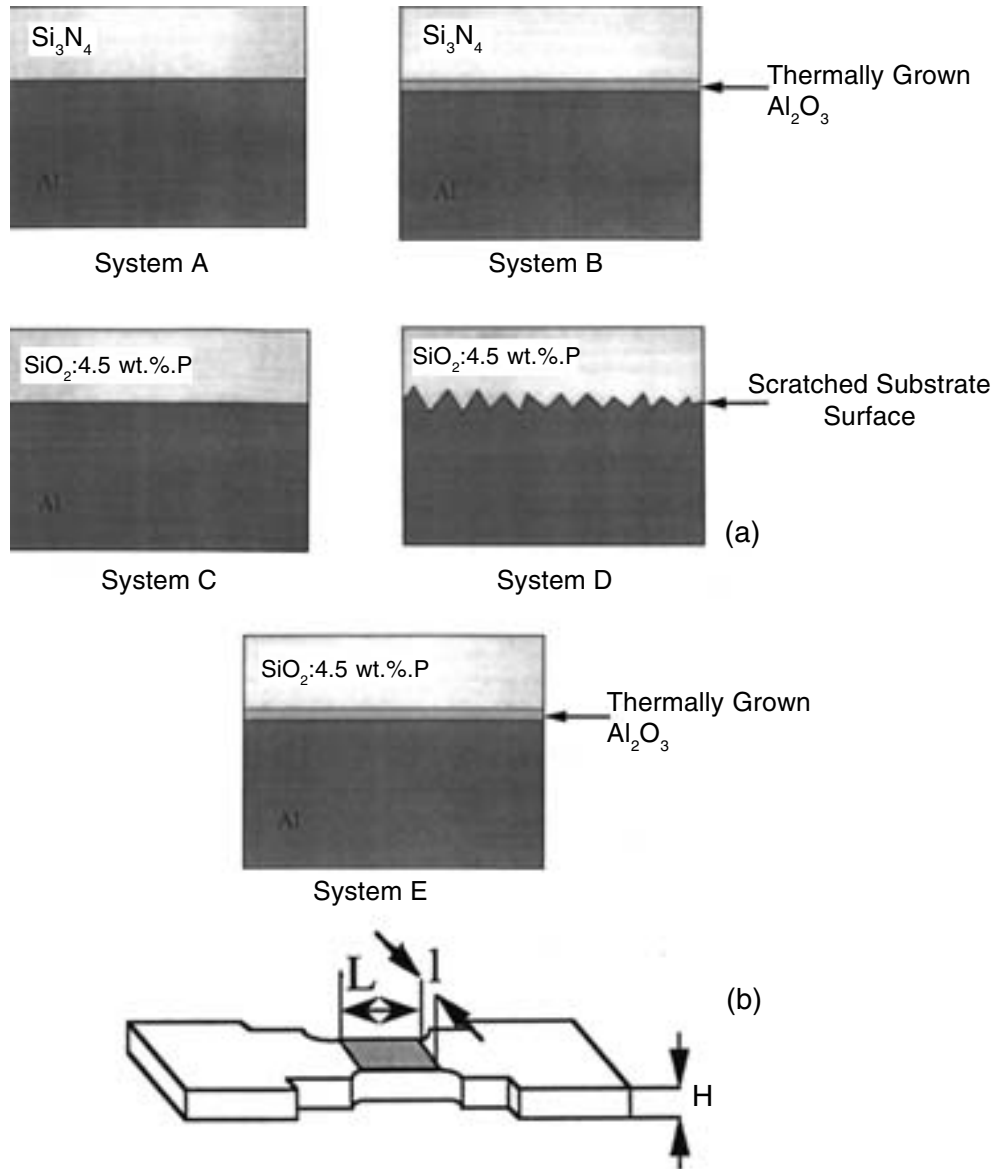 Si₃N₄
Al
System A
Si₃N₄
Thermally Grown
Al₂O₃
Al
System B
SiO₂:4.5 wt.%.P
Al
System C
SiO₂:4.5 wt.%.P
Scratched Substrate
Surface
(a)
System D
SiO₂:4.5 wt.%.P
Thermally Grown
Al₂O₃
Al
System E
L
l
(b)
H